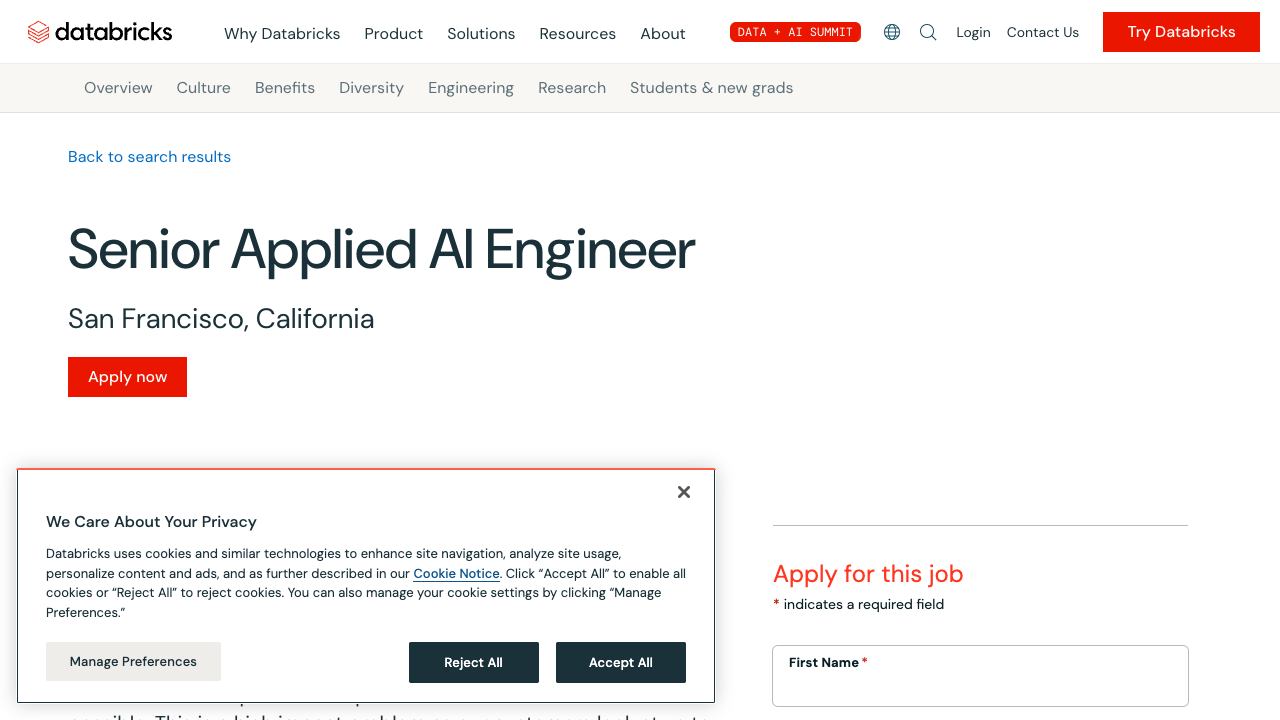 databricks
Why Databricks Product Solutions Resources About
DATA + AI SUMMIT
Login Contact Us Try Databricks
Overview Culture Benefits Diversity Engineering Research Students & new grads
Back to search results
Senior Applied AI Engineer
San Francisco, California
Apply now
We Care About Your Privacy
Databricks uses cookies and similar technologies to enhance site navigation, analyze site usage,
personalize content and ads, and as further described in our Cookie Notice. Click “Accept All” to enable all
cookies or “Reject All” to reject cookies. You can also manage your cookie settings by clicking “Manage
Preferences.”
Manage Preferences Reject All Accept All
Apply for this job
* indicates a required field
First Name *